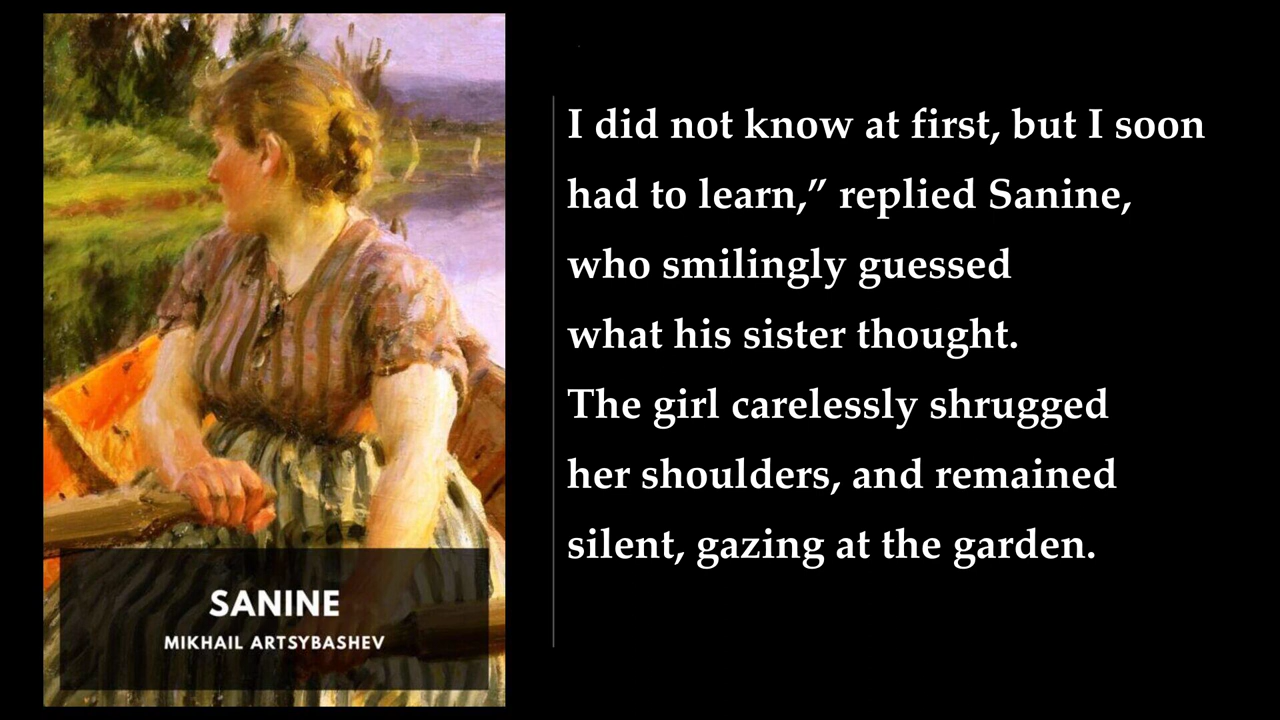 SANINE
MIKHAIL ARTSYBASHEV
I did not know at first, but I soon
had to learn,” replied Sanine,
who smilingly guessed
what his sister thought.
The girl carelessly shrugged
her shoulders, and remained
silent, gazing at the garden.